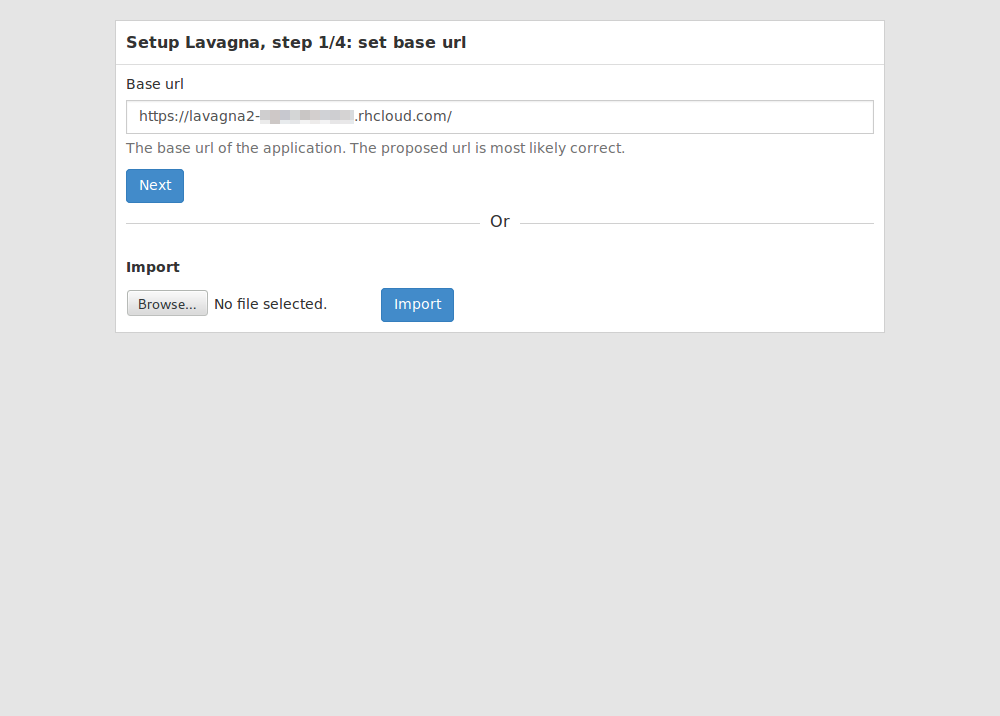 Setup Lavagna, step 1/4: set base url
Base url
https://lavagna2- .rhcloud.com/
The base url of the application. The proposed url is most likely correct.
Next
Or
Import
Browse... No file selected. Import